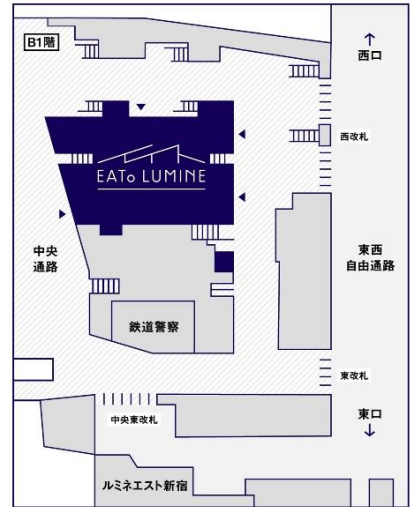 B1階
↑
西口
西改札
EATo LUMINE
中央
通路
東西
自由通路
鉄道警察
東改札
中央東改札
東口
↓
ルミネエスト新宿